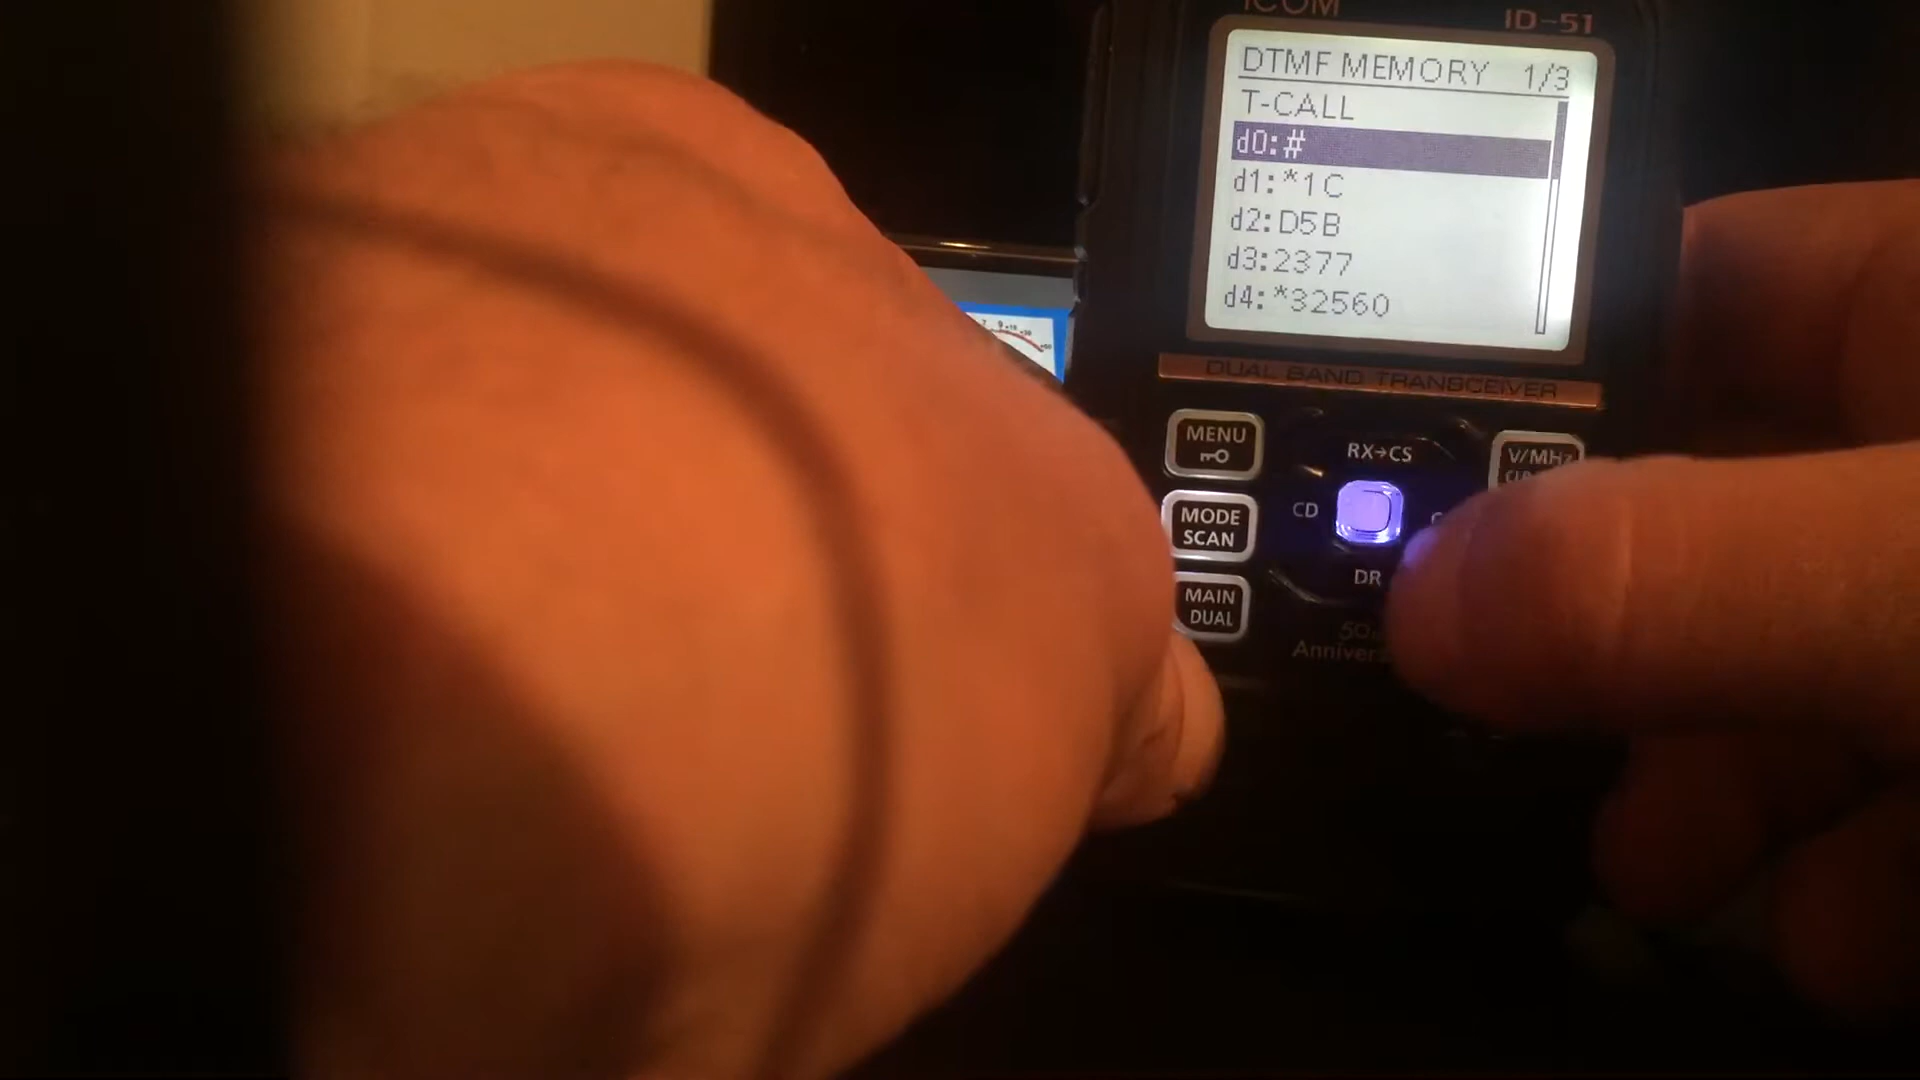 ICOM
ID-51
DTMF MEMORY 1/3
T-CALL
d0:#
d1:*1C
d2:D5B
d3:2377
d4:*32560
DUAL BAND TRANSCEIVER
MENU
RX→CS
V/MHz
MODE
SCAN
CD
DR
MAIN
DUAL